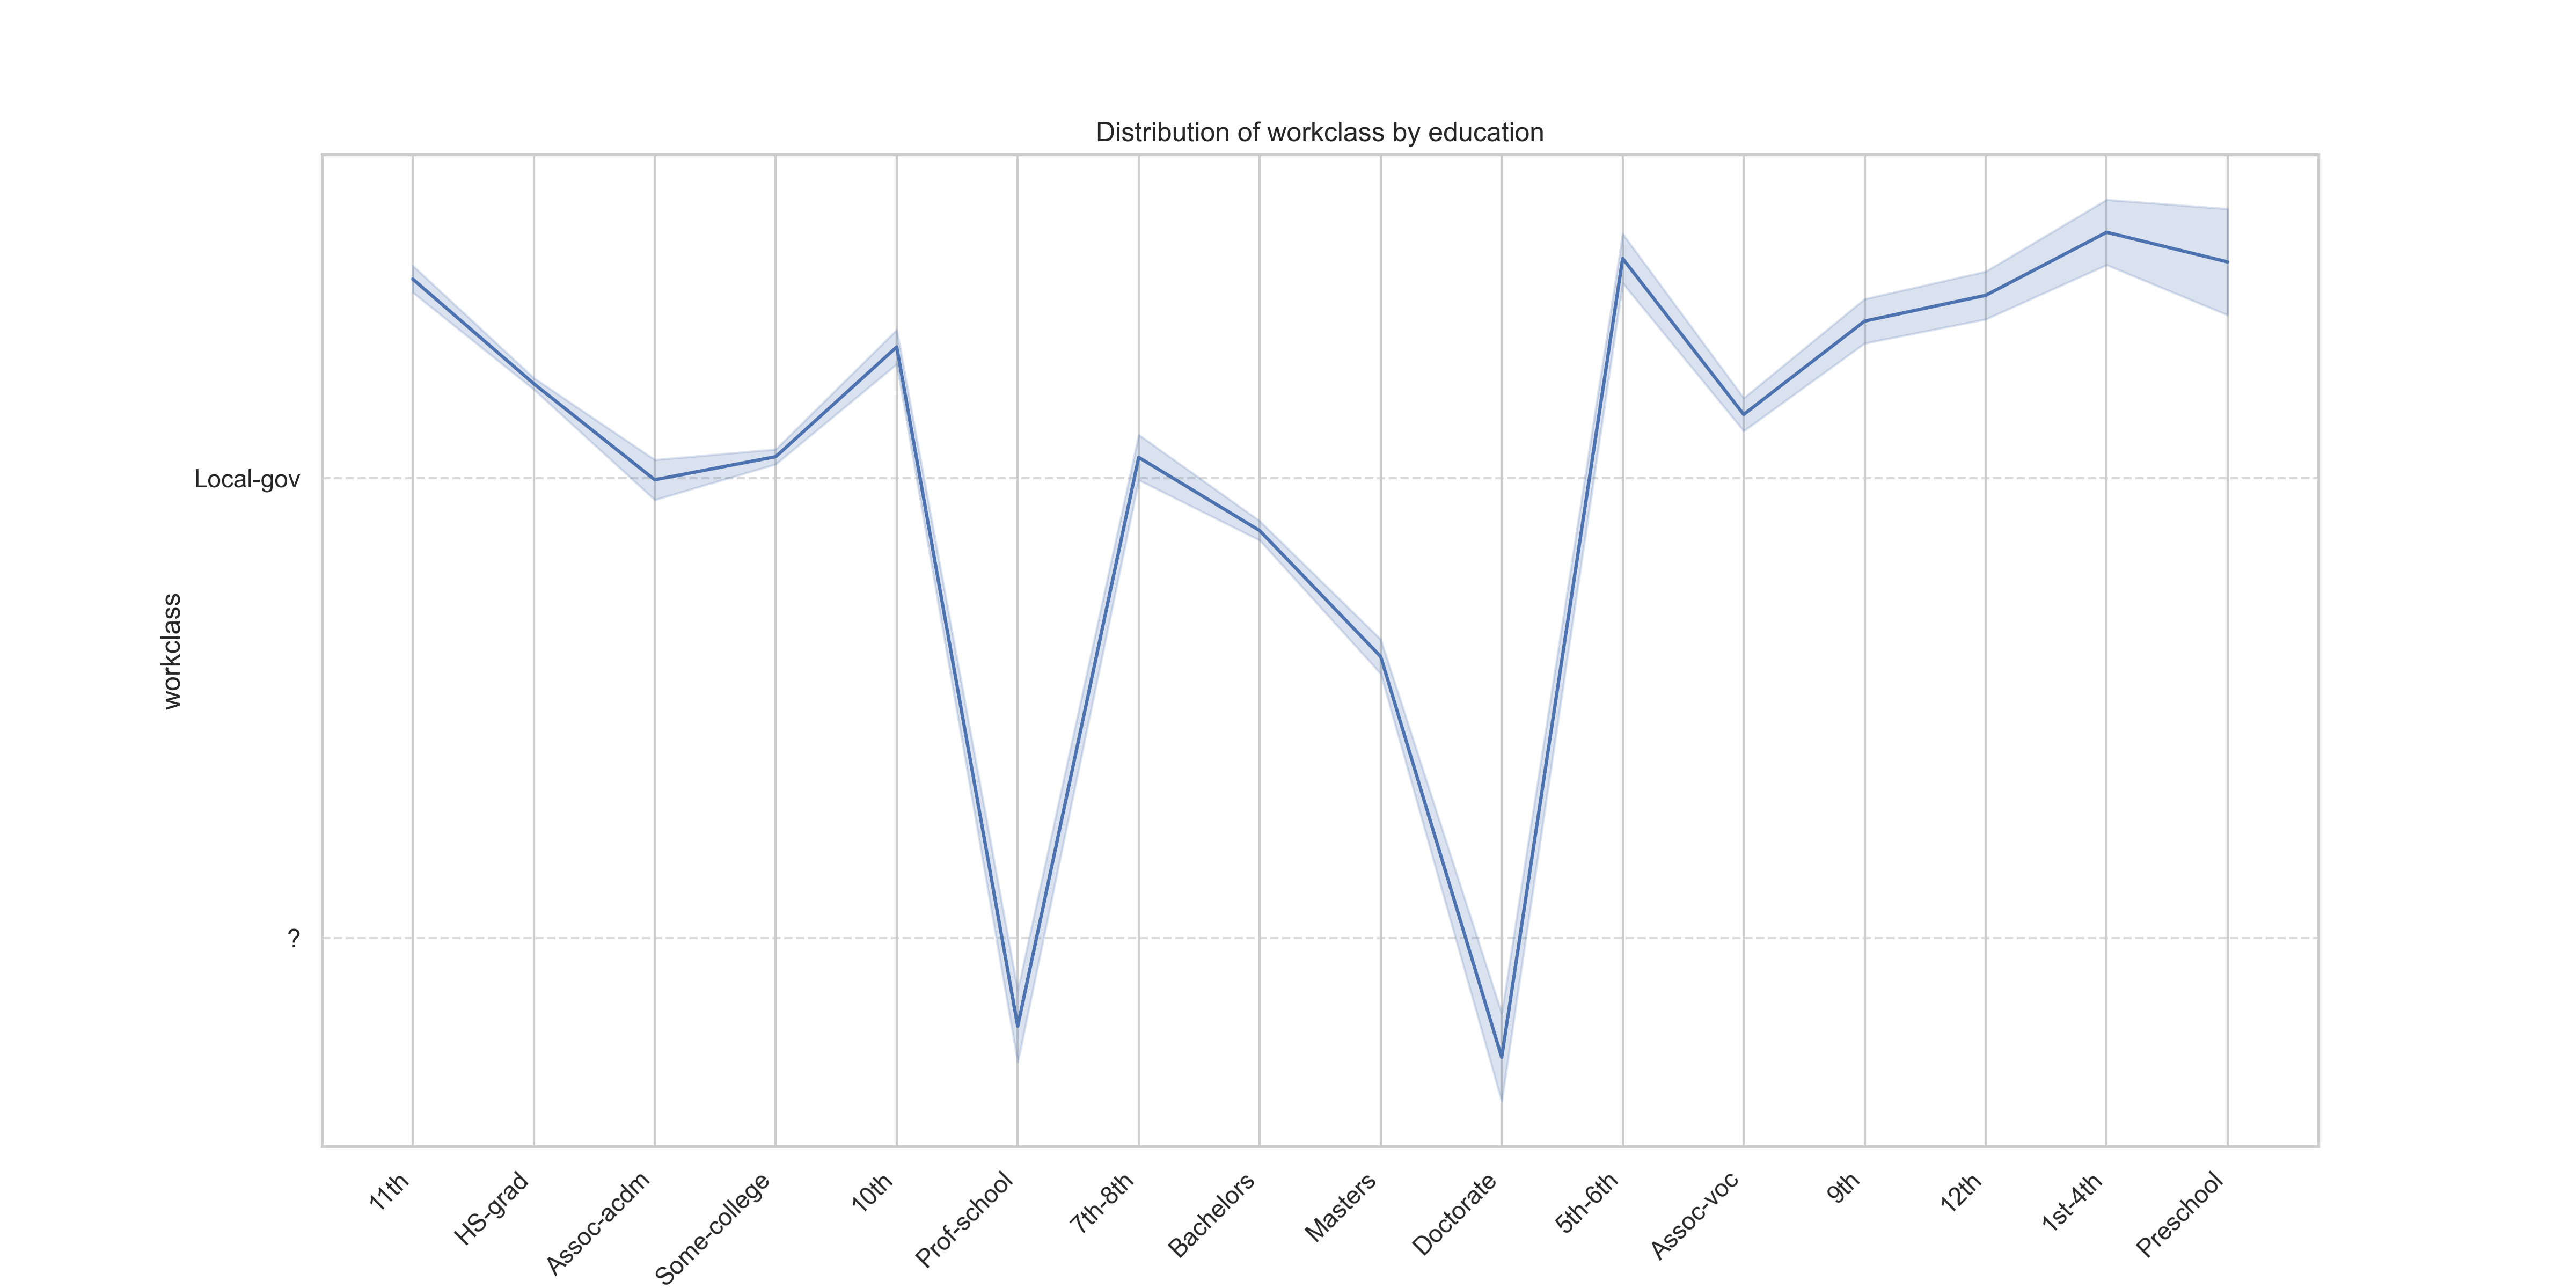 Distribution of workclass by education
workclass
Local-gov
?
11th
HS-grad
Assoc-acdm
Some-college
10th
Prof-school
7th-8th
Bachelors
Masters
Doctorate
5th-6th
Assoc-voc
9th
12th
1st-4th
Preschool